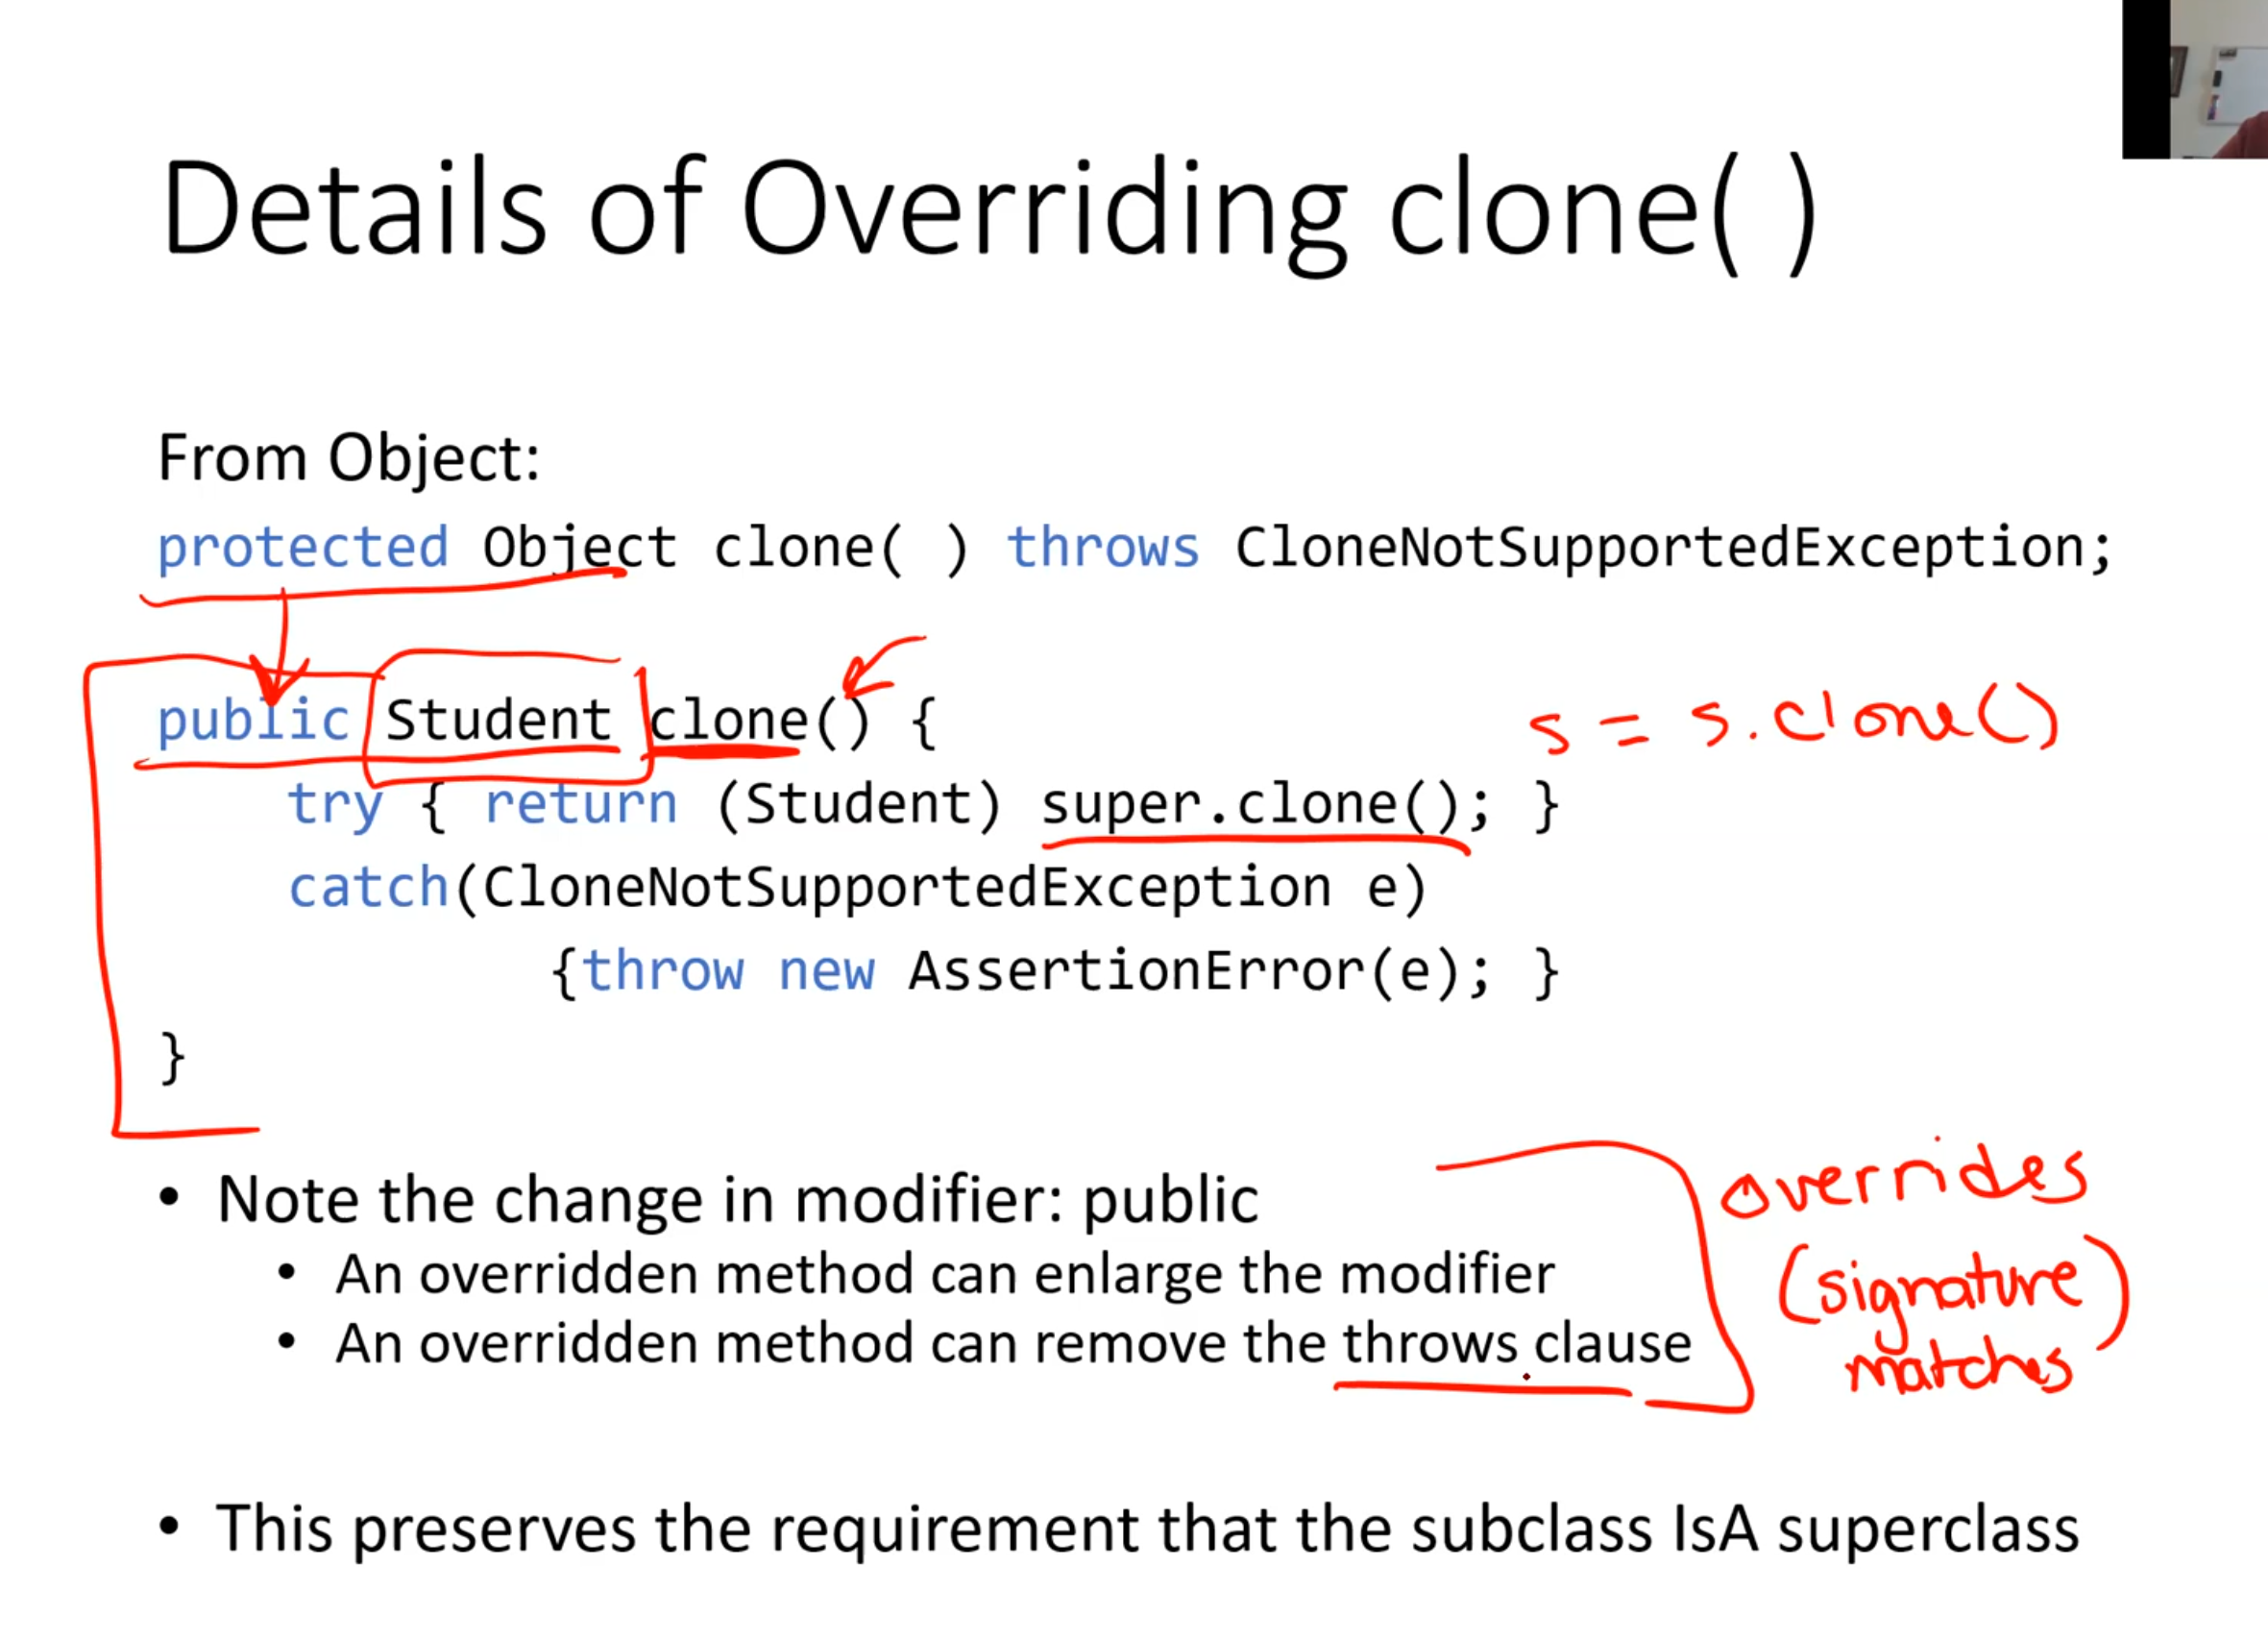 Details of Overriding clone( )
From Object:
protected Object clone( ) throws CloneNotSupportedException;
public Student clone() {
s = s.clone()
try { return (Student) super.clone(); }
catch(CloneNotSupportedException e)
{throw new AssertionError(e); }
}
• Note the change in modifier: public
• An overridden method can enlarge the modifier
• An overridden method can remove the throws clause
overrides
(signature)
matches
• This preserves the requirement that the subclass IsA superclass